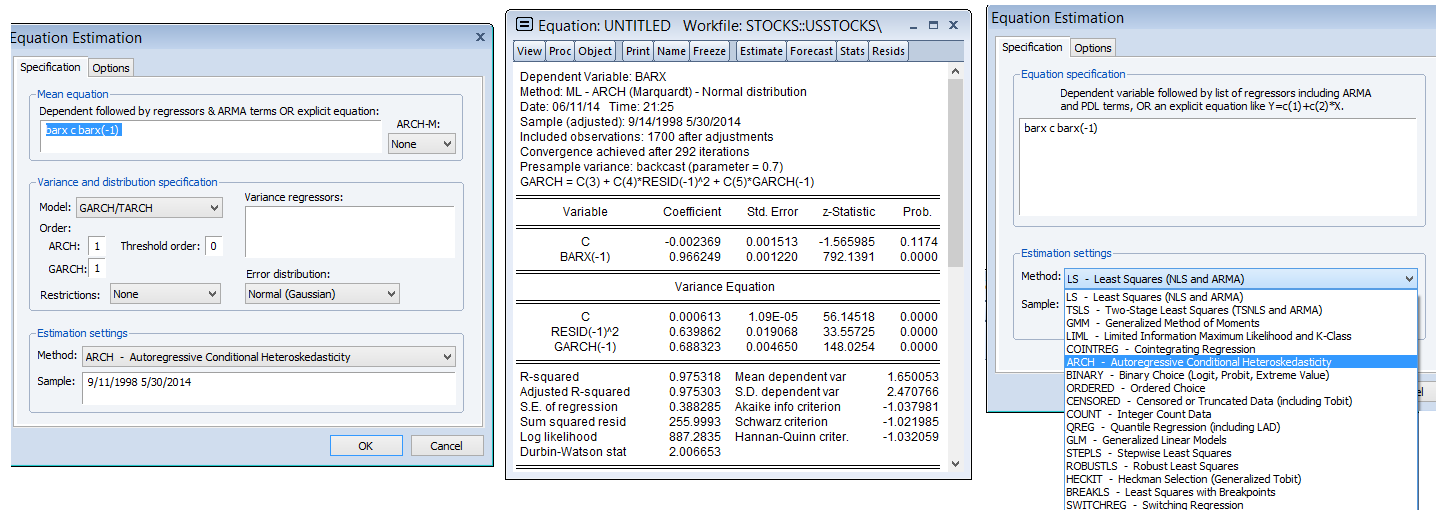 Equation Estimation
Specification Options
Mean equation
Dependent followed by regressors & ARMA terms OR explicit equation:
barx c barx(-1)
ARCH-M:
None
Variance and distribution specification
Model: GARCH/TARCH
Variance regressors:
Order:
ARCH: 1 Threshold order: 0
GARCH: 1
Error distribution:
Restrictions: None Normal (Gaussian)
Estimation settings
Method: ARCH - Autoregressive Conditional Heteroskedasticity
Sample: 9/11/1998 5/30/2014
OK Cancel
Equation: UNTITLED Workfile: STOCKS::USSTOCKS\
View Proc Object Print Name Freeze Estimate Forecast Stats Resids
Dependent Variable: BARX
Method: ML - ARCH (Marquardt) - Normal distribution
Date: 06/11/14 Time: 21:25
Sample (adjusted): 9/14/1998 5/30/2014
Included observations: 1700 after adjustments
Convergence achieved after 292 iterations
Presample variance: backcast (parameter = 0.7)
GARCH = C(3) + C(4)*RESID(-1)^2 + C(5)*GARCH(-1)
Variable Coefficient Std. Error z-Statistic Prob.
C -0.002369 0.001513 -1.565985 0.1174
BARX(-1) 0.966249 0.001220 792.1391 0.0000
Variance Equation
C 0.000613 1.09E-05 56.14518 0.0000
RESID(-1)^2 0.639862 0.019068 33.55725 0.0000
GARCH(-1) 0.688323 0.004650 148.0254 0.0000
R-squared 0.975318 Mean dependent var 1.650053
Adjusted R-squared 0.975303 S.D. dependent var 2.470766
S.E. of regression 0.388285 Akaike info criterion -1.037981
Sum squared resid 255.9993 Schwarz criterion -1.021985
Log likelihood 887.2835 Hannan-Quinn criter. -1.032059
Durbin-Watson stat 2.006653
Equation Estimation
Specification Options
Equation specification
Dependent variable followed by list of regressors including ARMA
and PDL terms, OR an explicit equation like Y=c(1)+c(2)*X.
barx c barx(-1)
Estimation settings
Method: LS - Least Squares (NLS and ARMA)
Sample:
LS - Least Squares (NLS and ARMA)
TSLS - Two-Stage Least Squares (TSNLS and ARMA)
GMM - Generalized Method of Moments
LIML - Limited Information Maximum Likelihood and K-Class
COINTREG - Cointegrating Regression
ARCH - Autoregressive Conditional Heteroskedasticity
BINARY - Binary Choice (Logit, Probit, Extreme Value)
ORDERED - Ordered Choice
CENSORED - Censored or Truncated Data (including Tobit)
COUNT - Integer Count Data
QREG - Quantile Regression (including LAD)
GLM - Generalized Linear Models
STEPLS - Stepwise Least Squares
ROBUSTLS - Robust Least Squares
HECKIT - Heckman Selection (Generalized Tobit)
BREAKLS - Least Squares with Breakpoints
SWITCHREG - Switching Regression